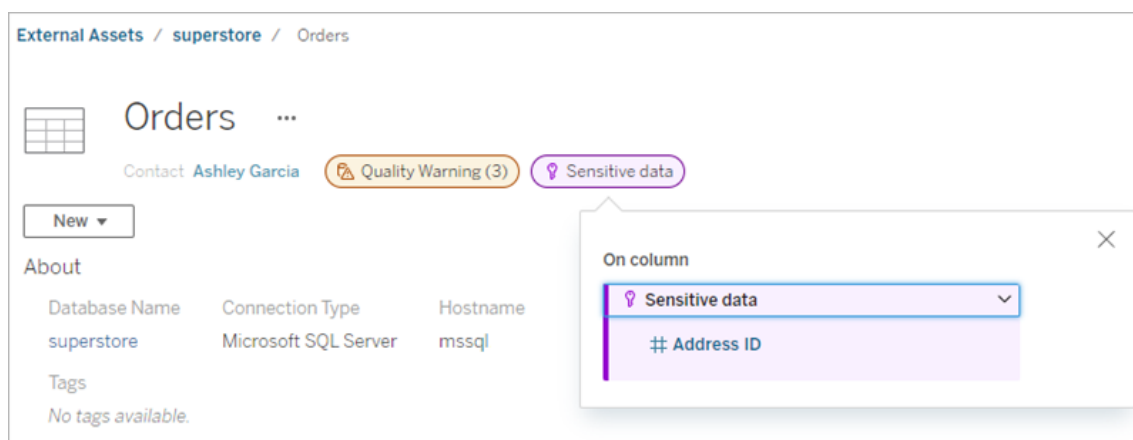 External Assets / superstore / Orders
Orders ...
Contact Ashley Garcia Quality Warning (3) Sensitive data
New
About
Database Name Connection Type Hostname
superstore Microsoft SQL Server mssql
Tags
No tags available.
On column
Sensitive data
# Address ID